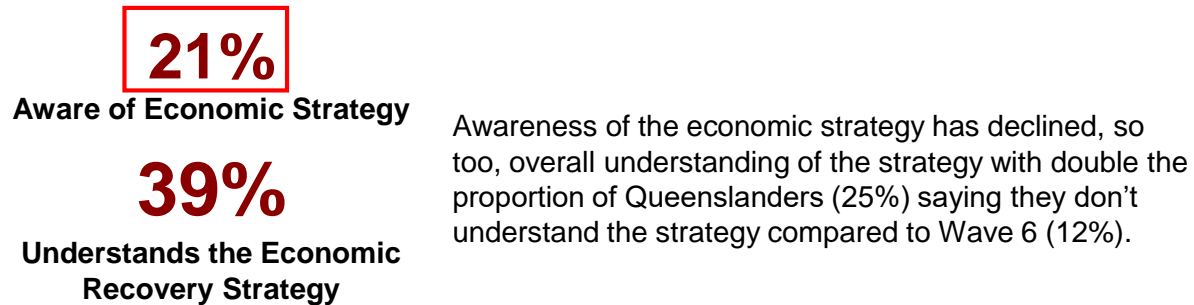 21%
Aware of Economic Strategy
39%
Understands the Economic
Recovery Strategy
Awareness of the economic strategy has declined, so
too, overall understanding of the strategy with double the
proportion of Queenslanders (25%) saying they don’t
understand the strategy compared to Wave 6 (12%).